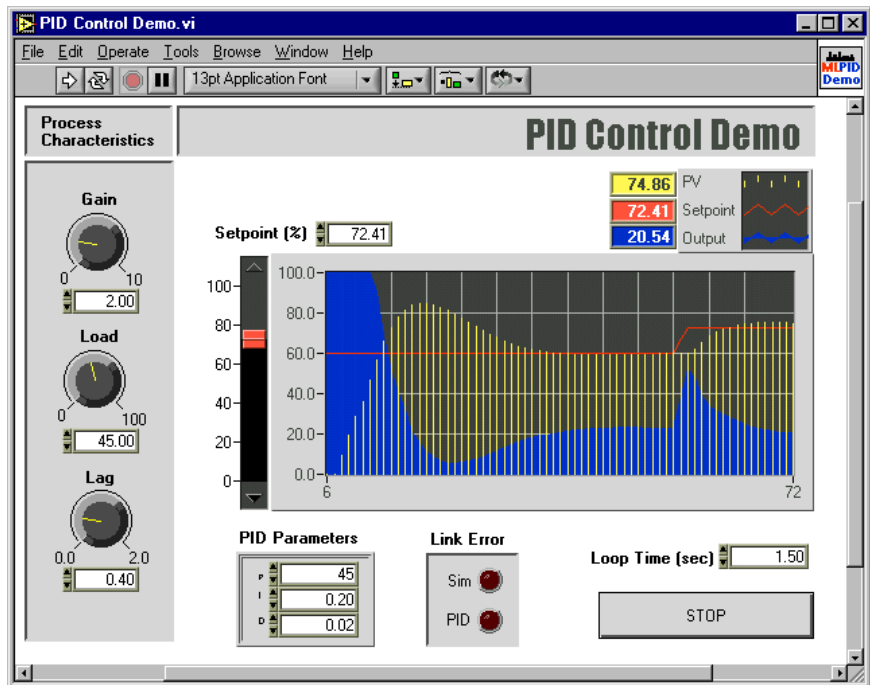 PID Control Demo.vi
File Edit Operate Tools Browse Window Help
13pt Application Font
MLPID
Demo
Process
Characteristics
PID Control Demo
Gain
0 10
2.00
Load
0 100
45.00
Lag
0.0 2.0
0.40
74.86 PV
72.41 Setpoint
20.54 Output
Setpoint (%) 72.41
100
80
60
40
20
0
100.0
80.0
60.0
40.0
20.0
0.0
6 72
PID Parameters
P 45
I 0.20
D 0.02
Link Error
Sim
PID
Loop Time (sec) 1.50
STOP